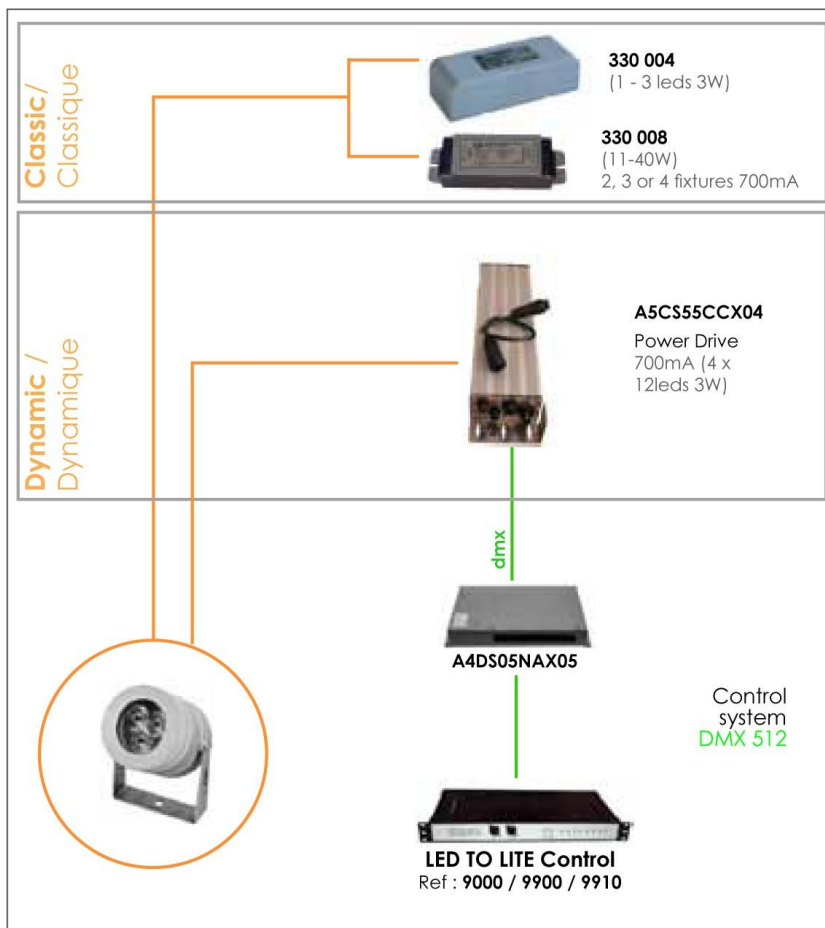 Classic /
Classique
330 004
(1 - 3 leds 3W)
330 008
(11-40W)
2, 3 or 4 fixtures 700mA
Dynamic /
Dynamique
A5CS55CCX04
Power Drive
700mA (4 x
12leds 3W)
dmx
A4DS05NAX05
Control
system
DMX 512
LED TO LITE Control
Ref : 9000 / 9900 / 9910